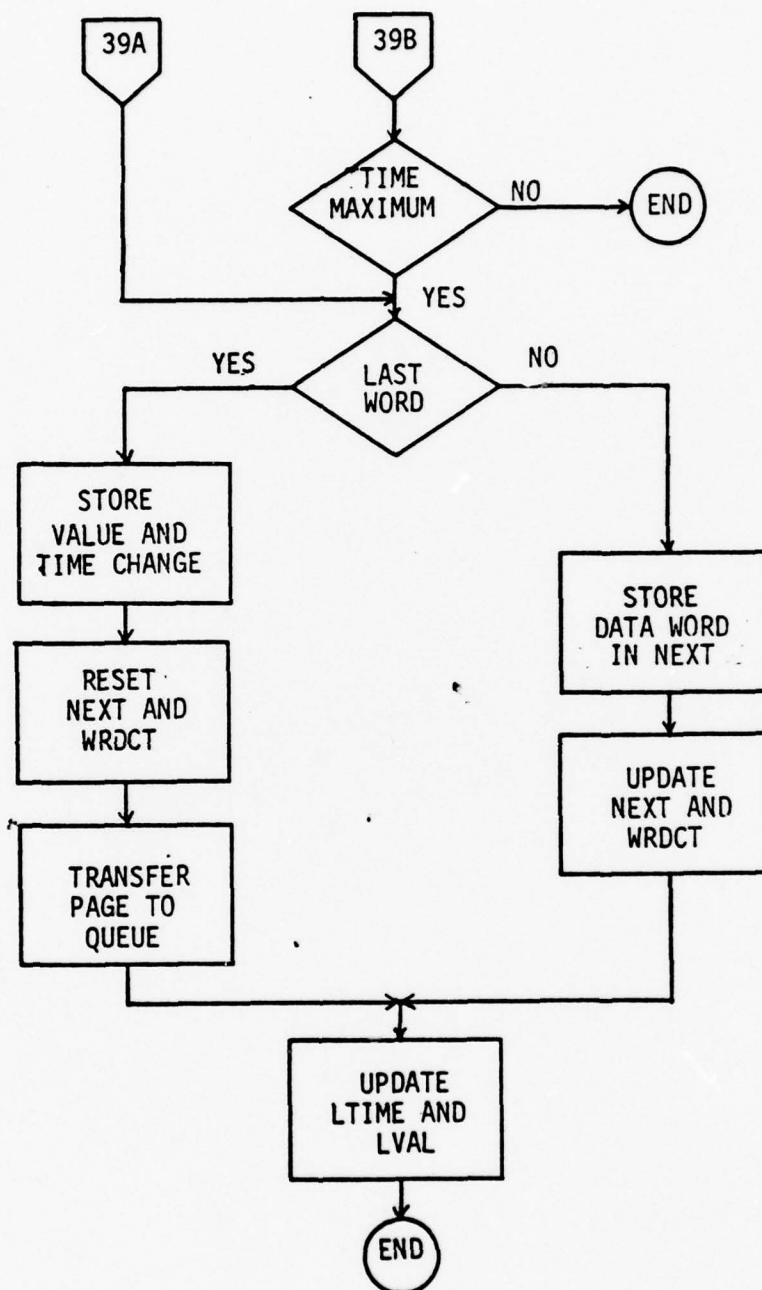 39A
39B
TIME
MAXIMUM
NO
END
YES
LAST
WORD
YES
NO
STORE
VALUE AND
TIME CHANGE
STORE
DATA WORD
IN NEXT
RESET
NEXT AND
WRDCT
UPDATE
NEXT AND
WRDCT
TRANSFER
PAGE TO
QUEUE
UPDATE
LTIME AND
LVAL
END